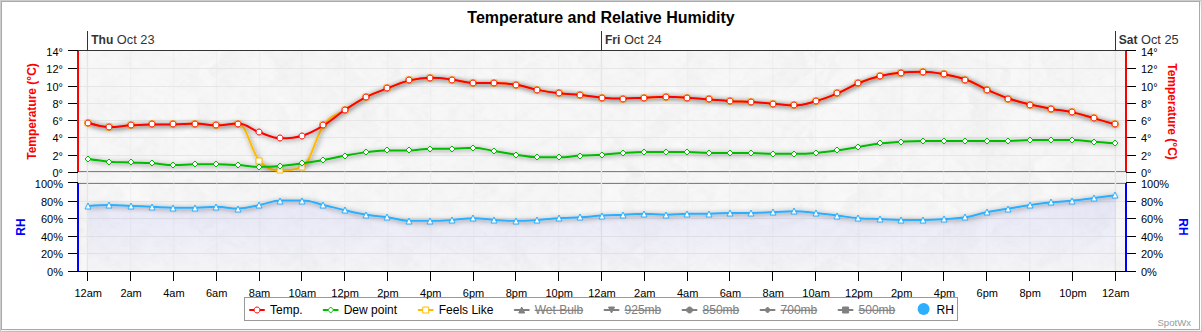 Temperature and Relative Humidity
Thu Oct 23 Fri Oct 24 Sat Oct 25
14° 14°
12° 12°
10° 10°
8° 8°
6° 6°
4° 4°
2° 2°
0° 0°
Temperature (°C) Temperature (°C)
100% 100%
80% 80%
60% 60%
40% 40%
20% 20%
0% 0%
RH RH
12am 2am 4am 6am 8am 10am 12pm 2pm 4pm 6pm 8pm 10pm 12am 2am 4am 6am 8am 10am 12pm 2pm 4pm 6pm 8pm 10pm 12am
Temp. Dew point Feels Like Wet Bulb 925mb 850mb 700mb 500mb RH
SpotWx